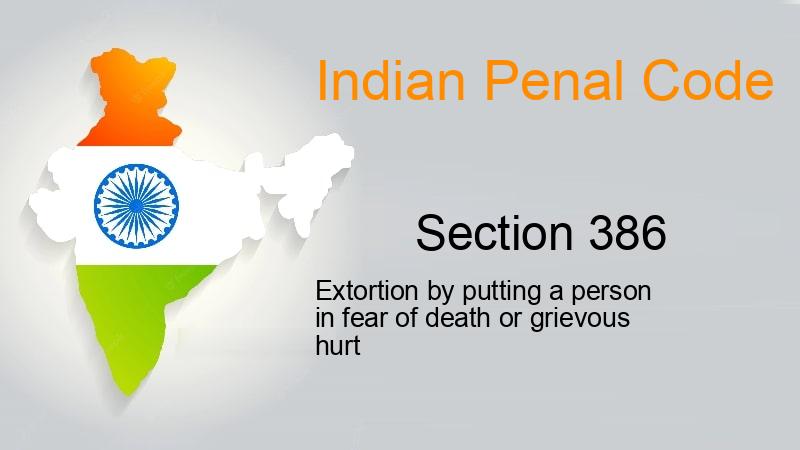 Indian Penal Code
Section 386
Extortion by putting a person
in fear of death or grievous
hurt